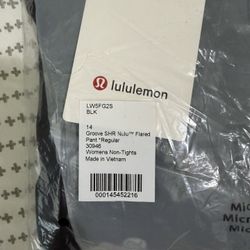 lululemon
LW5FG2S
BLK
14
Groove SHR Nulu™ Flared
Pant *Regular
30946
Womens Non-Tights
Made in Vietnam
000145452216
Mic
Micr
Mic